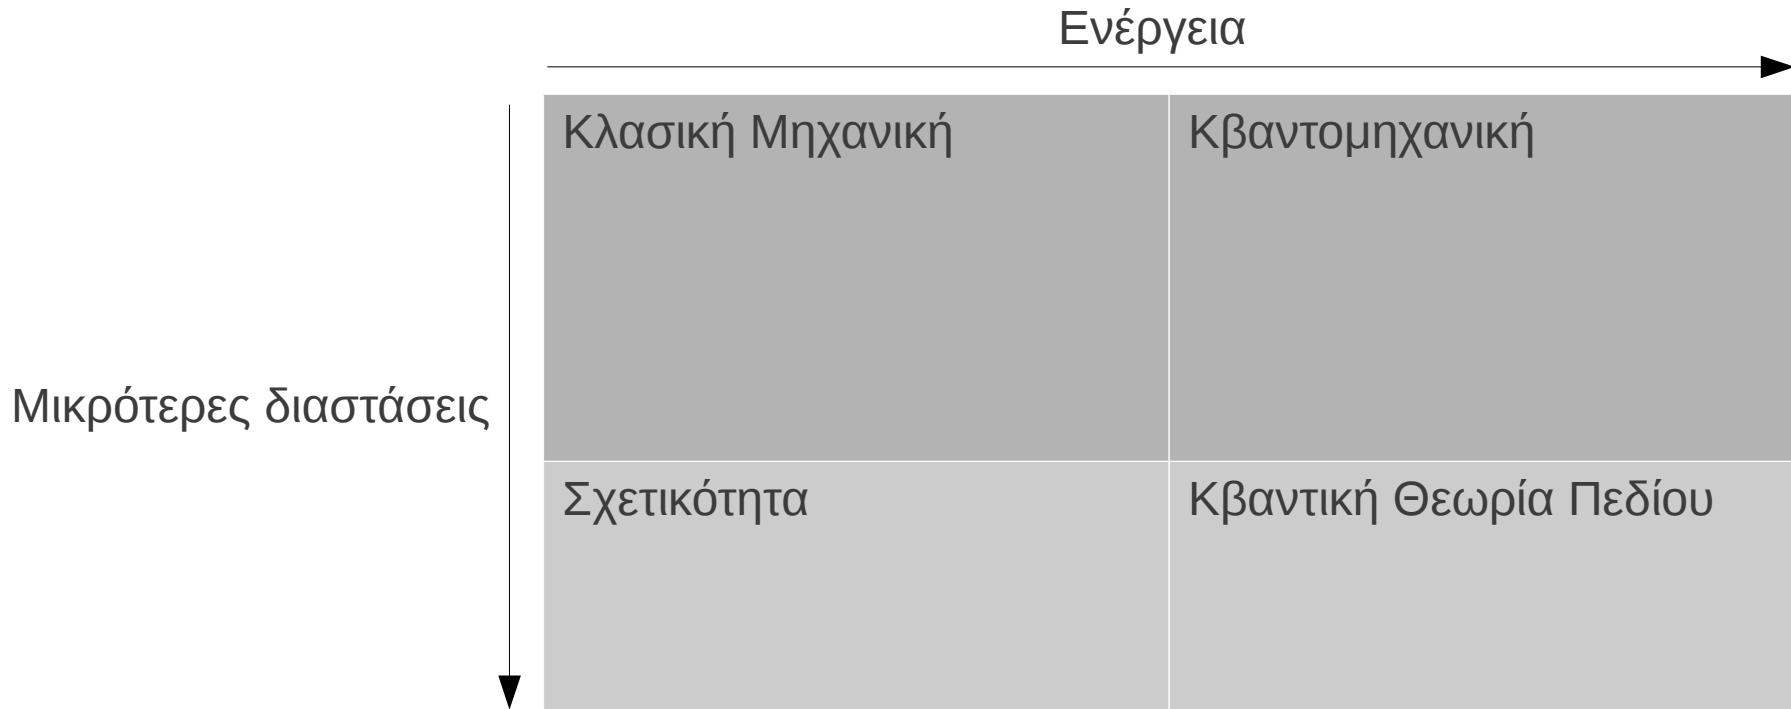 Ενέργεια
Κλασική Μηχανική
Κβαντομηχανική
Μικρότερες διαστάσεις
Σχετικότητα
Κβαντική Θεωρία Πεδίου